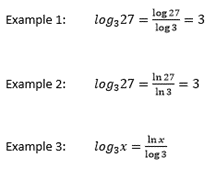 Example 1: log₃27 = log 27 / log 3 = 3
Example 2: log₃27 = ln 27 / ln 3 = 3
Example 3: log₃x = ln x / log 3